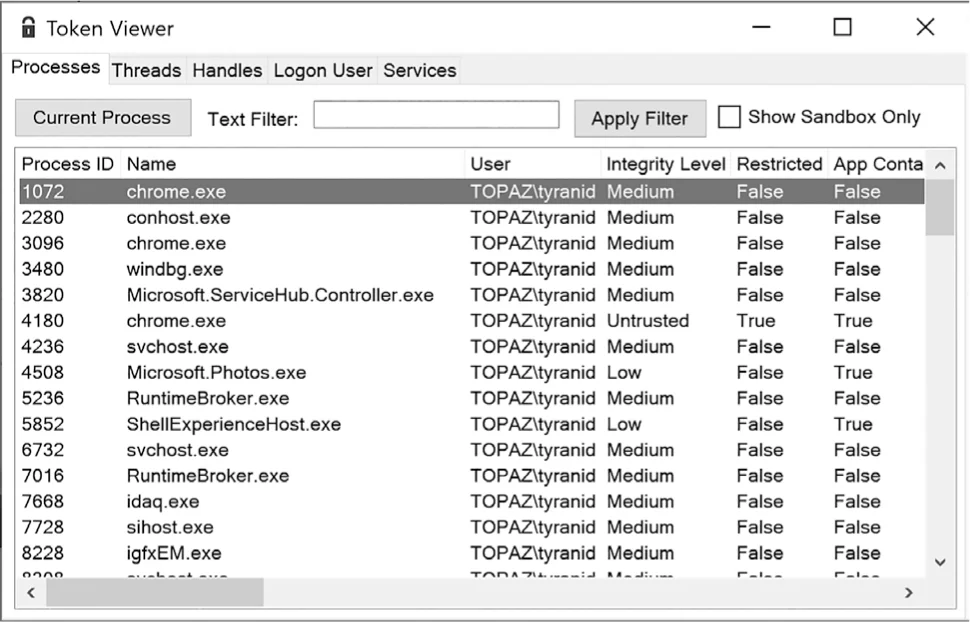 Token Viewer
Processes Threads Handles Logon User Services
Current Process Text Filter: Apply Filter Show Sandbox Only
Process ID Name User Integrity Level Restricted App Conta
1072 chrome.exe TOPAZ\tyranid Medium False False
2280 conhost.exe TOPAZ\tyranid Medium False False
3096 chrome.exe TOPAZ\tyranid Medium False False
3480 windbg.exe TOPAZ\tyranid Medium False False
3820 Microsoft.ServiceHub.Controller.exe TOPAZ\tyranid Medium False False
4180 chrome.exe TOPAZ\tyranid Untrusted True True
4236 svchost.exe TOPAZ\tyranid Medium False False
4508 Microsoft.Photos.exe TOPAZ\tyranid Low False True
5236 RuntimeBroker.exe TOPAZ\tyranid Medium False False
5852 ShellExperienceHost.exe TOPAZ\tyranid Low False True
6732 svchost.exe TOPAZ\tyranid Medium False False
7016 RuntimeBroker.exe TOPAZ\tyranid Medium False False
7668 idaq.exe TOPAZ\tyranid Medium False False
7728 sihost.exe TOPAZ\tyranid Medium False False
8228 igfxEM.exe TOPAZ\tyranid Medium False False